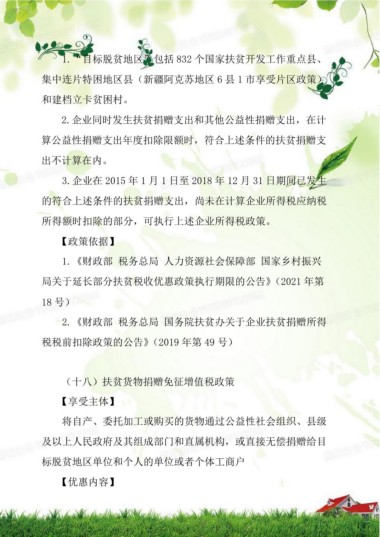 1. 目标脱贫地区 包括 832 个国家扶贫开发工作重点县、
集中连片特困地区县（新疆阿克苏地区 6 县 1 市享受片区政策）
和建档立卡贫困村。
2. 企业同时发生扶贫捐赠支出和其他公益性捐赠支出，在计
算公益性捐赠支出年度扣除限额时，符合上述条件的扶贫捐赠支
出不计算在内。
3. 企业在 2015 年 1 月 1 日至 2018 年 12 月 31 日期间已发生
的符合上述条件的扶贫捐赠支出，尚未在计算企业所得税应纳税
所得额时扣除的部分，可执行上述企业所得税政策。
【政策依据】
1.《财政部 税务总局 人力资源社会保障部 国家乡村振兴
局关于延长部分扶贫税收优惠政策执行期限的公告》（2021 年第
18 号）
2.《财政部 税务总局 国务院扶贫办关于企业扶贫捐赠所得
税税前扣除政策的公告》（2019 年第 49 号）
（十八）扶贫货物捐赠免征增值税政策
【享受主体】
将自产、委托加工或购买的货物通过公益性社会组织、县级
及以上人民政府及其组成部门和直属机构，或直接无偿捐赠给目
标脱贫地区单位和个人的单位或者个体工商户
【优惠内容】